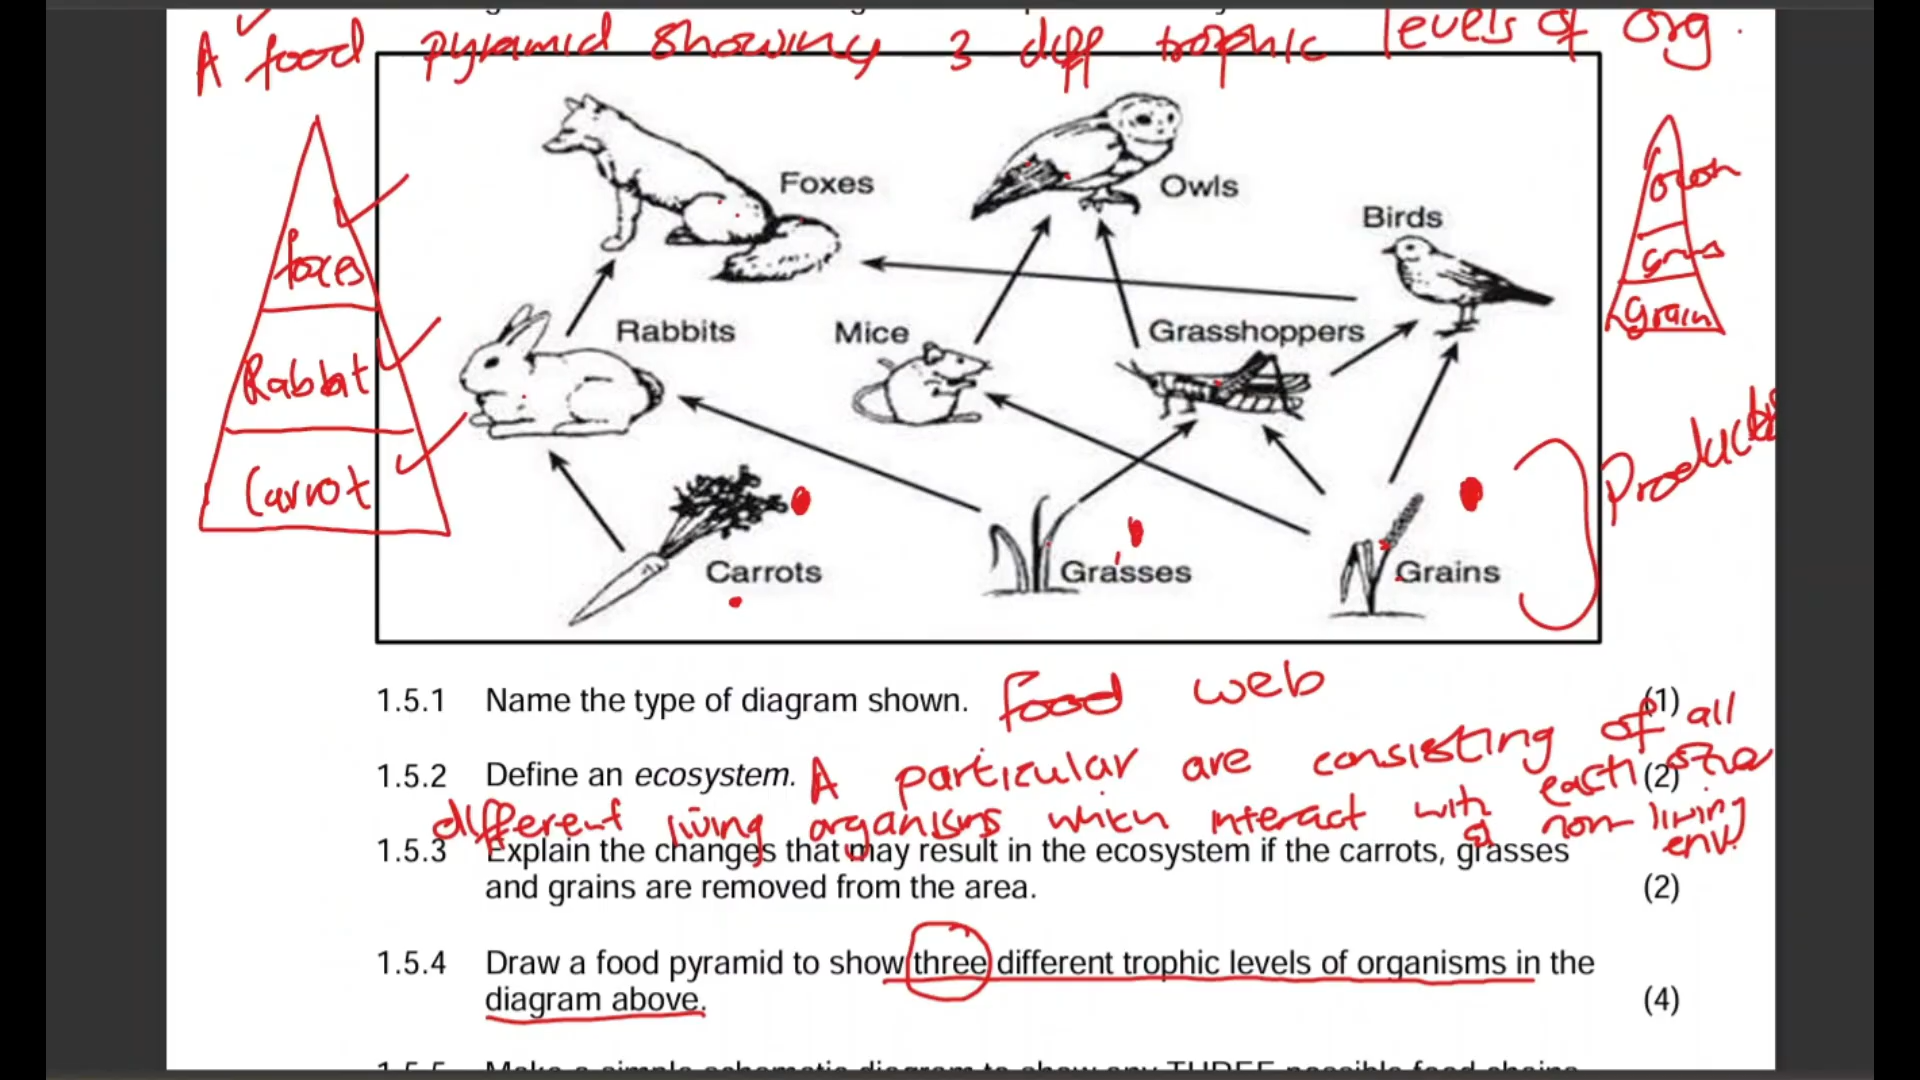 A food pyramid showing 3 diff trophic levels of org.
Foxes
Owls
Birds
foxes
grass
grain
Rabbits
Mice
Grasshoppers
Rabbit
Carrot
Carrots
Grasses
Grains
1.5.1 Name the type of diagram shown. food web (1)
1.5.2 Define an ecosystem. A particular are consisting of all (2)
different living organisms which interact with each other
& non-living env.
1.5.3 Explain the changes that may result in the ecosystem if the carrots, grasses
and grains are removed from the area. (2)
1.5.4 Draw a food pyramid to show three different trophic levels of organisms in the
diagram above. (4)